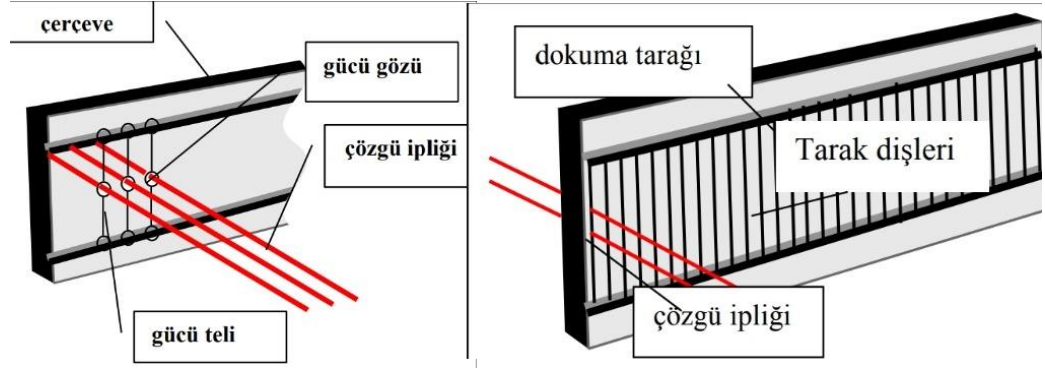 çerçeve
gücü gözü
çözgü ipliği
gücü teli
dokuma tarağı
Tarak dişleri
çözgü ipliği